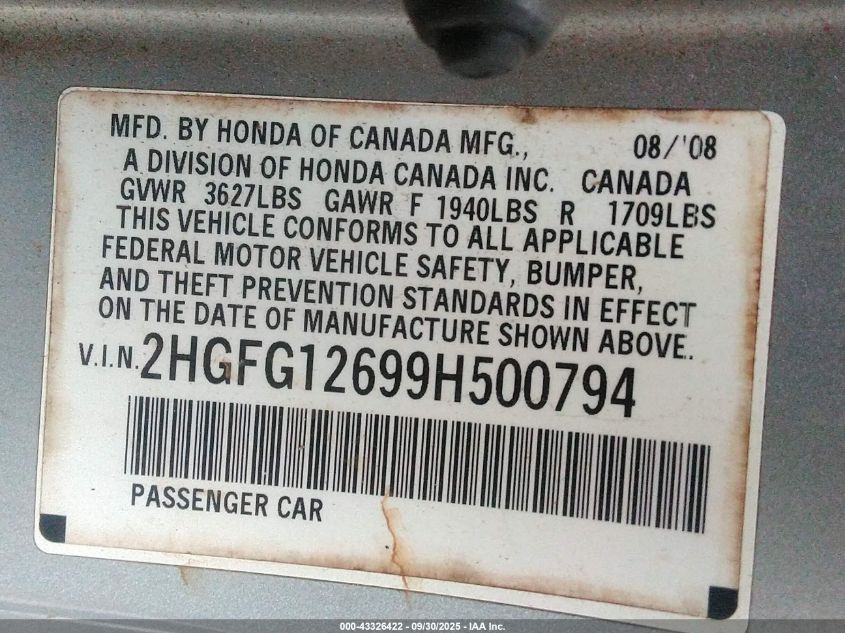 MFD. BY HONDA OF CANADA MFG., 08/'08
A DIVISION OF HONDA CANADA INC. CANADA
GVWR 3627LBS GAWR F 1940LBS R 1709LBS
THIS VEHICLE CONFORMS TO ALL APPLICABLE
FEDERAL MOTOR VEHICLE SAFETY, BUMPER,
AND THEFT PREVENTION STANDARDS IN EFFECT
ON THE DATE OF MANUFACTURE SHOWN ABOVE.
V.I.N. 2HGFG12699H500794
PASSENGER CAR
000-43326422 - 09/30/2025 - IAA Inc.